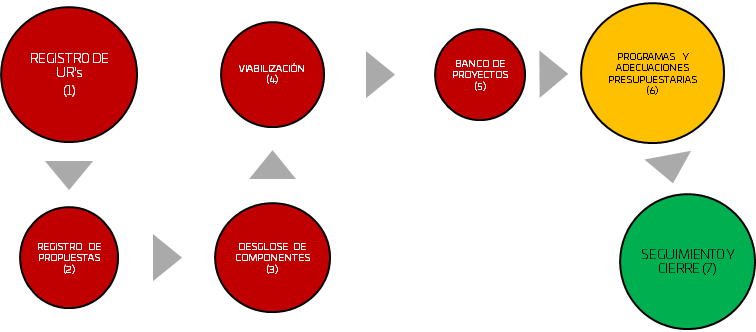 REGISTRO DE
UR's
(1)
REGISTRO DE
PROPUESTAS
(2)
DESGLOSE DE
COMPONENTES
(3)
VIABILIZACIÓN
(4)
BANCO DE
PROYECTOS
(5)
PROGRAMAS Y
ADECUACIONES
PRESUPUESTARIAS
(6)
SEGUIMIENTO Y
CIERRE (7)